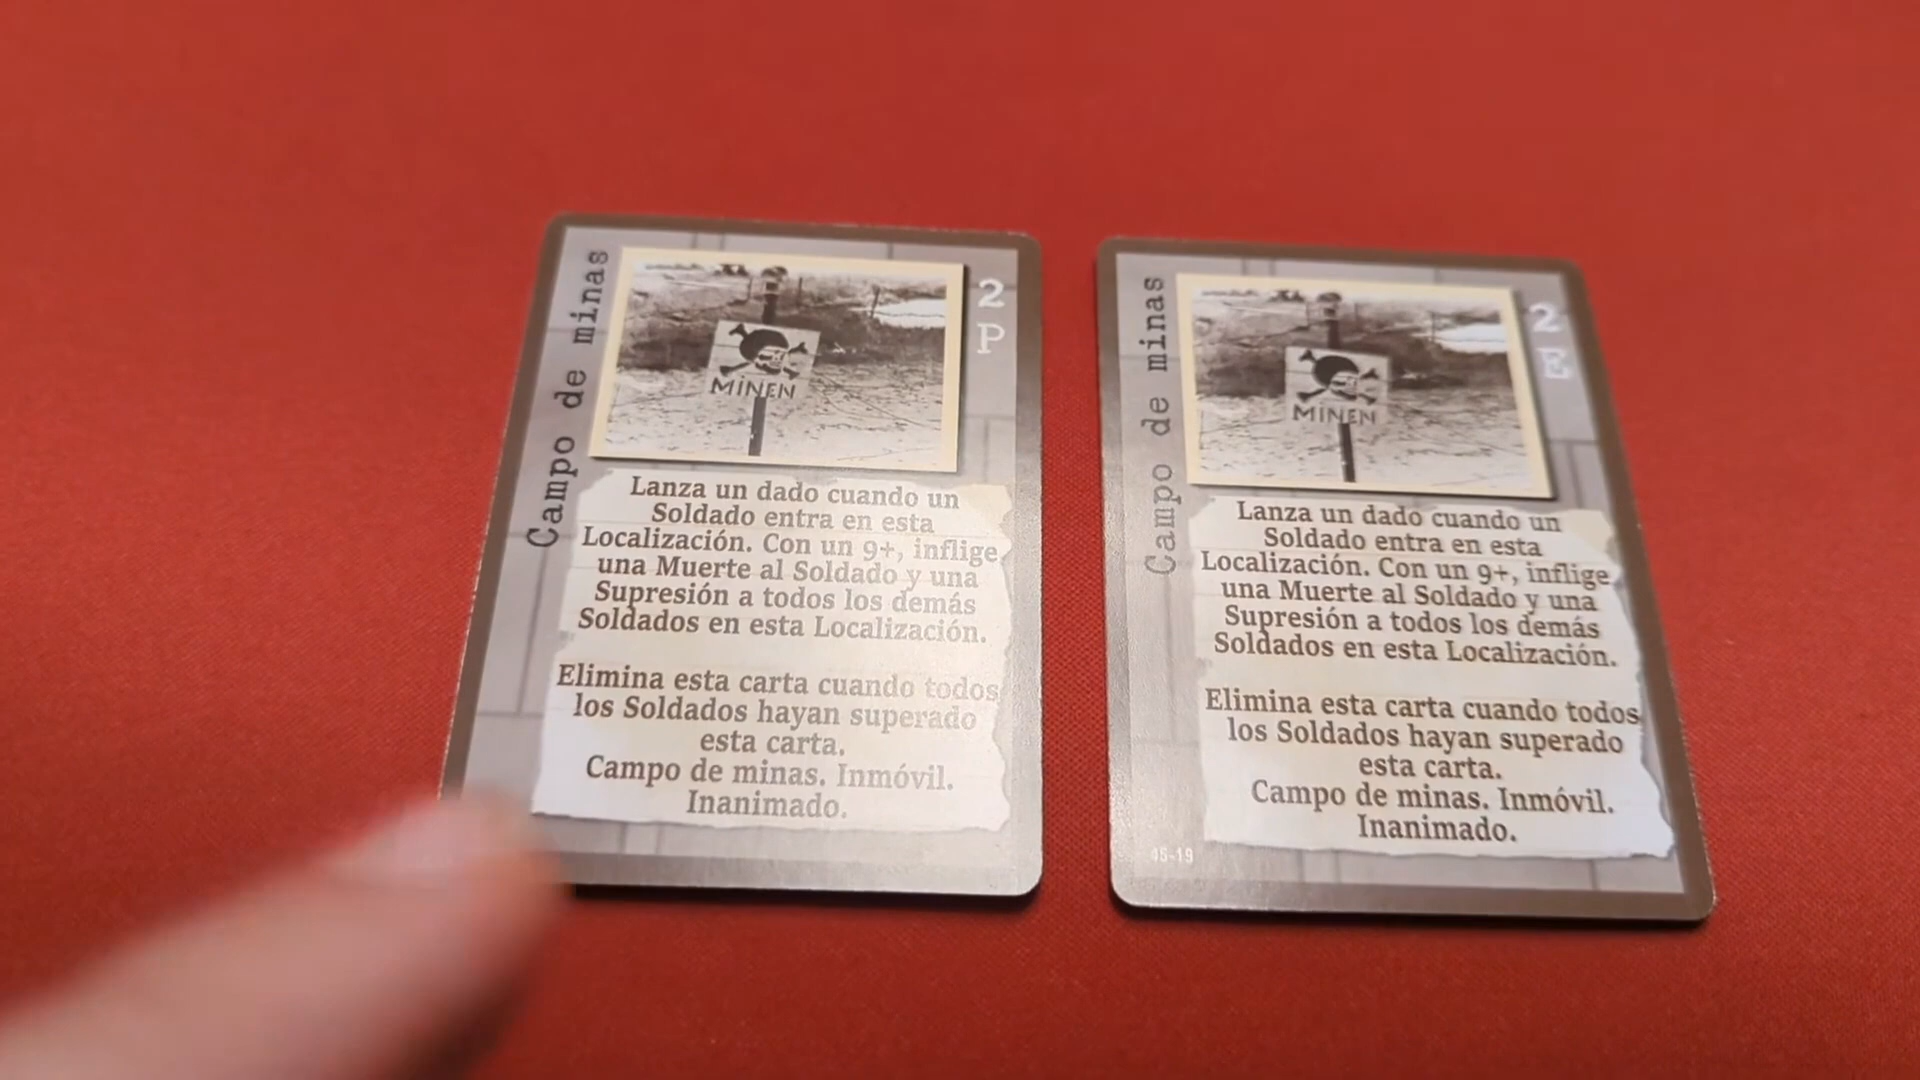 Campo de minas
2
P
MINEN
Lanza un dado cuando un
Soldado entra en esta
Localización. Con un 9+, inflige
una Muerte al Soldado y una
Supresión a todos los demás
Soldados en esta Localización.
Elimina esta carta cuando todos
los Soldados hayan superado
esta carta.
Campo de minas. Inmóvil.
Inanimado.
Campo de minas
2
E
MINEN
Lanza un dado cuando un
Soldado entra en esta
Localización. Con un 9+, inflige
una Muerte al Soldado y una
Supresión a todos los demás
Soldados en esta Localización.
Elimina esta carta cuando todos
los Soldados hayan superado
esta carta.
Campo de minas. Inmóvil.
Inanimado.